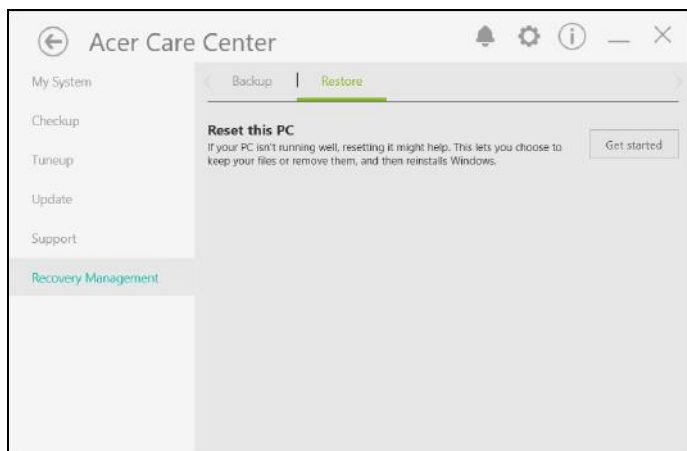 Acer Care Center
My System
Checkup
Tuneup
Update
Support
Recovery Management
Backup
Restore
Reset this PC
If your PC isn't running well, resetting it might help. This lets you choose to
keep your files or remove them, and then reinstalls Windows.
Get started